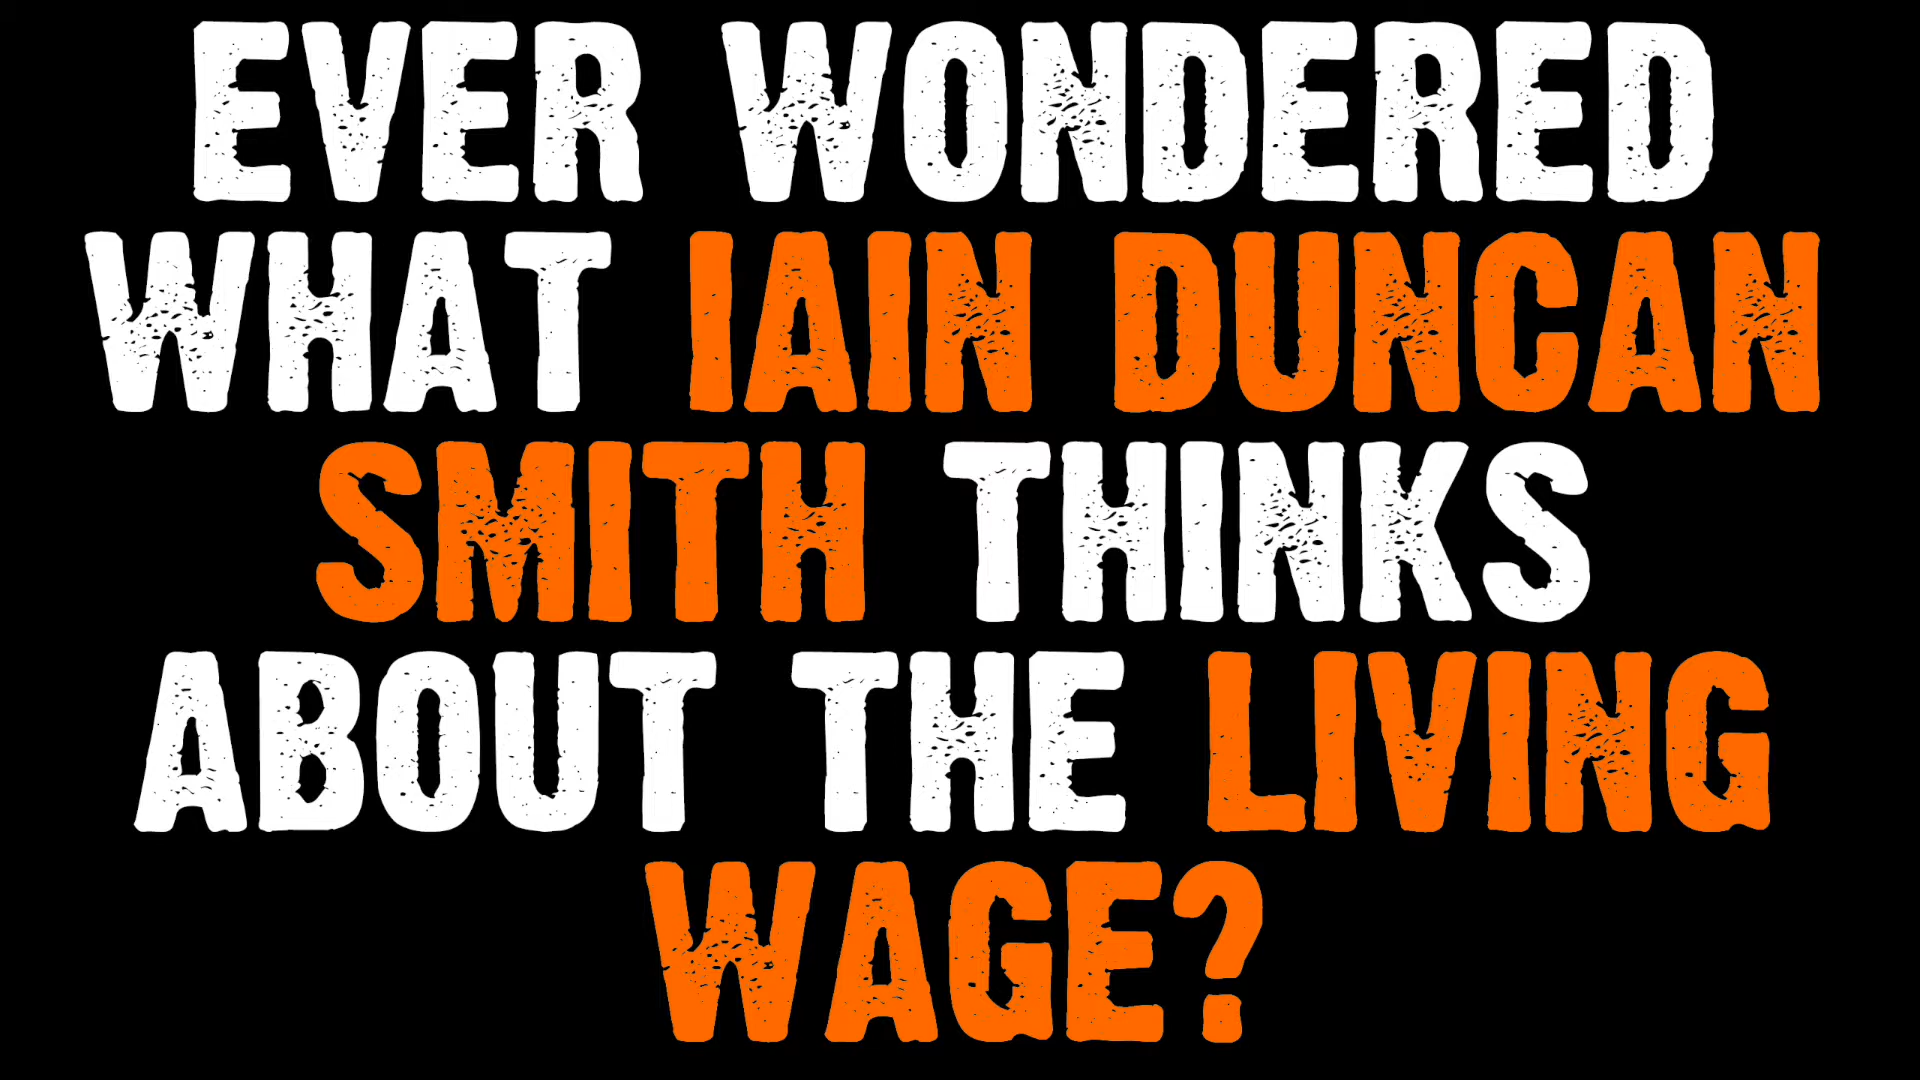 EVER WONDERED
WHAT IAIN DUNCAN
SMITH THINKS
ABOUT THE LIVING
WAGE?